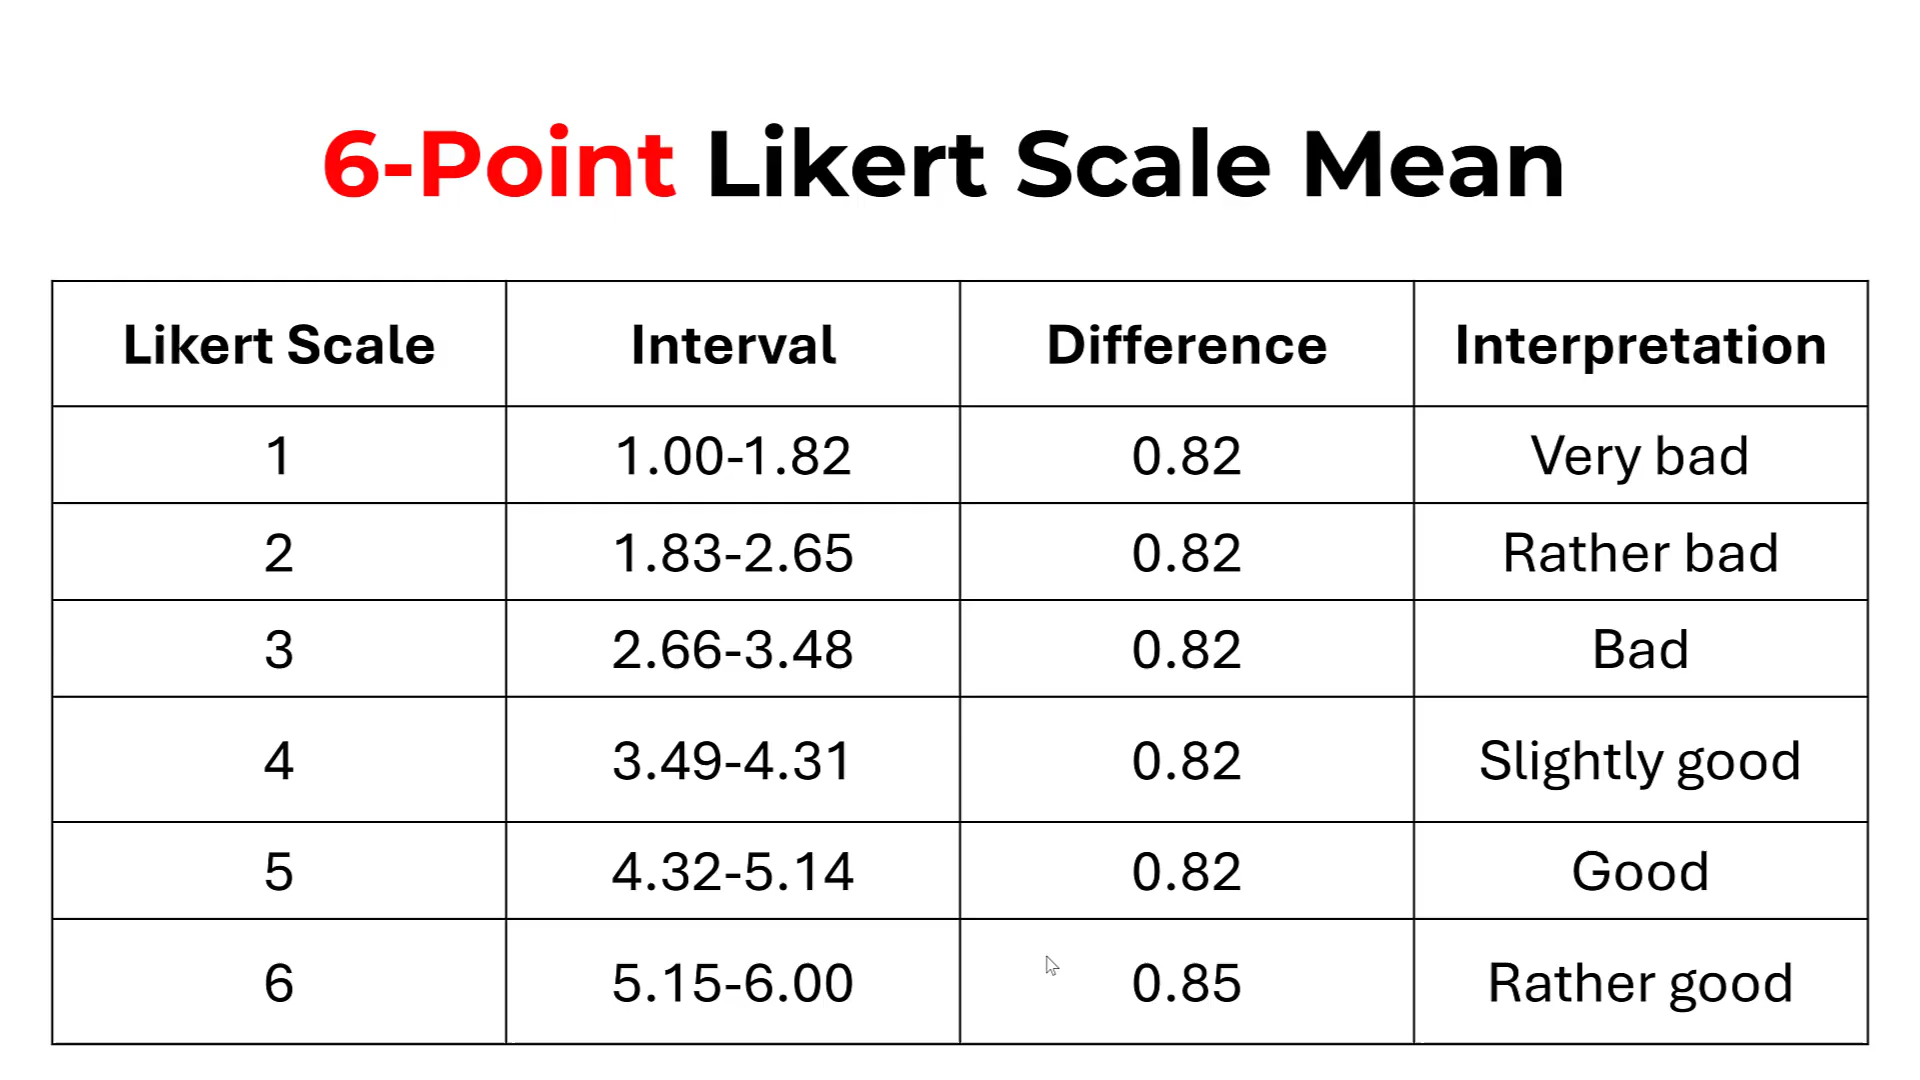 6-Point Likert Scale Mean
Likert Scale Interval Difference Interpretation
1 1.00-1.82 0.82 Very bad
2 1.83-2.65 0.82 Rather bad
3 2.66-3.48 0.82 Bad
4 3.49-4.31 0.82 Slightly good
5 4.32-5.14 0.82 Good
6 5.15-6.00 0.85 Rather good